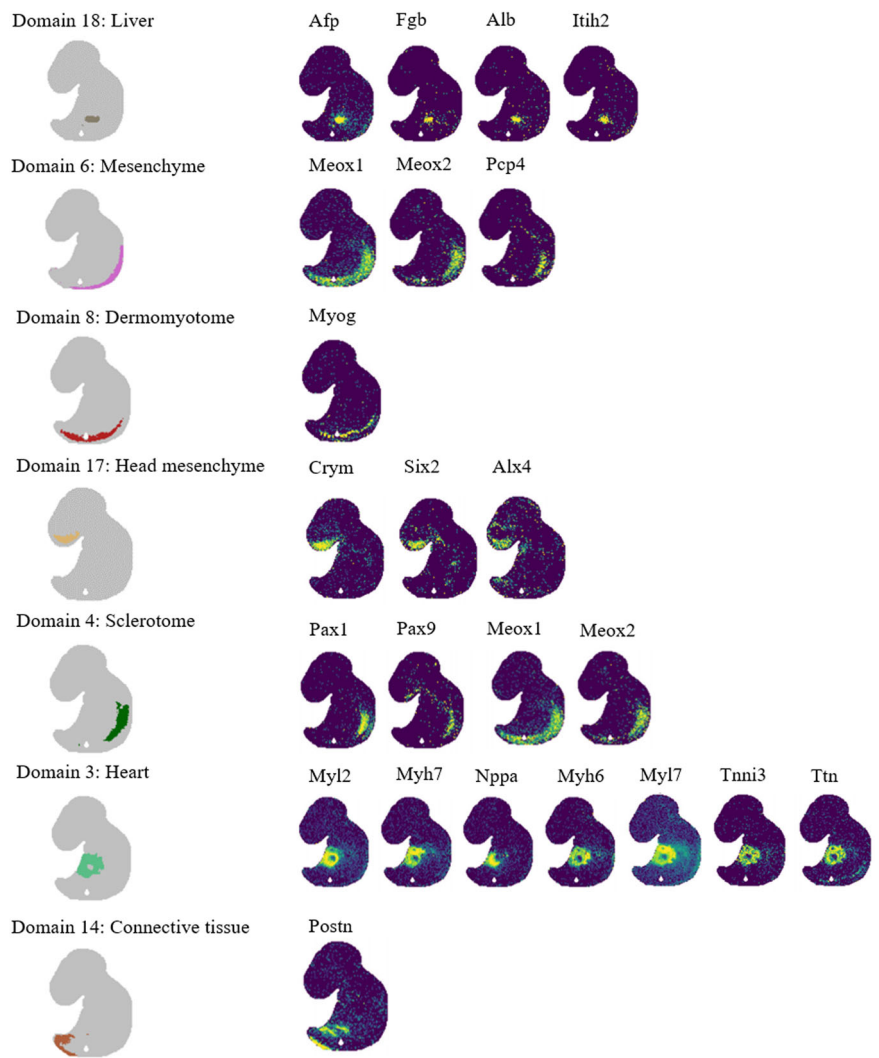 Domain 18: Liver Afp Fgb Alb Itih2
Domain 6: Mesenchyme Meox1 Meox2 Pcp4
Domain 8: Dermomyotome Myog
Domain 17: Head mesenchyme Crym Six2 Alx4
Domain 4: Sclerotome Pax1 Pax9 Meox1 Meox2
Domain 3: Heart Myl2 Myh7 Nppa Myh6 Myl7 Tnni3 Ttn
Domain 14: Connective tissue Postn